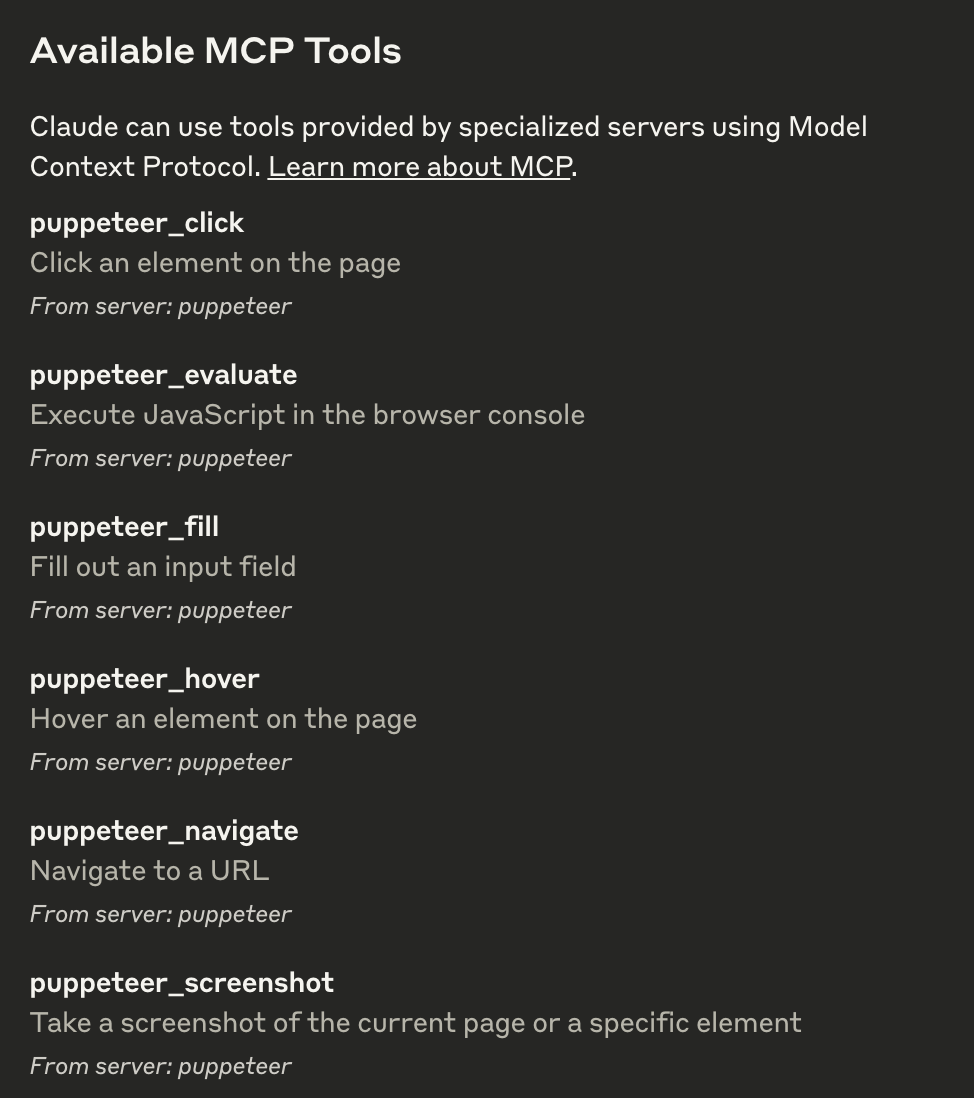 Available MCP Tools
Claude can use tools provided by specialized servers using Model
Context Protocol. Learn more about MCP.
puppeteer_click
Click an element on the page
From server: puppeteer
puppeteer_evaluate
Execute JavaScript in the browser console
From server: puppeteer
puppeteer_fill
Fill out an input field
From server: puppeteer
puppeteer_hover
Hover an element on the page
From server: puppeteer
puppeteer_navigate
Navigate to a URL
From server: puppeteer
puppeteer_screenshot
Take a screenshot of the current page or a specific element
From server: puppeteer